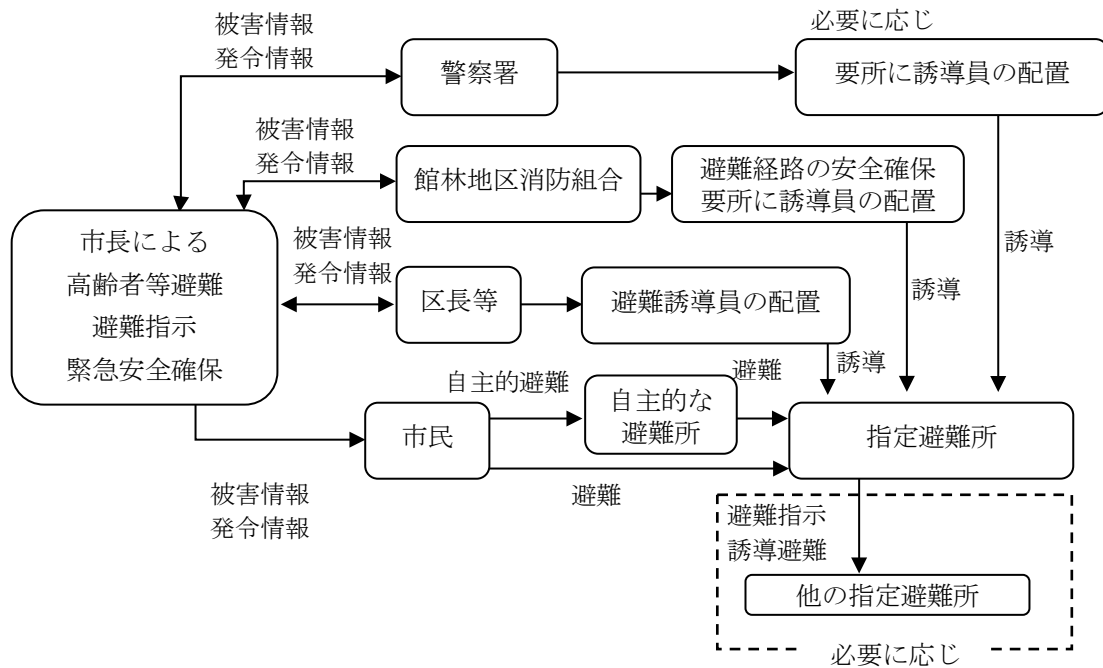 被害情報
発令情報
警察署
必要に応じ
要所に誘導員の配置
被害情報
発令情報
館林地区消防組合
避難経路の安全確保
要所に誘導員の配置
市長による
高齢者等避難
避難指示
緊急安全確保
被害情報
発令情報
区長等
避難誘導員の配置
誘導
誘導
誘導
自主的避難
避難
市民
自主的な
避難所
指定避難所
避難
被害情報
発令情報
避難指示
誘導避難
他の指定避難所
必要に応じ